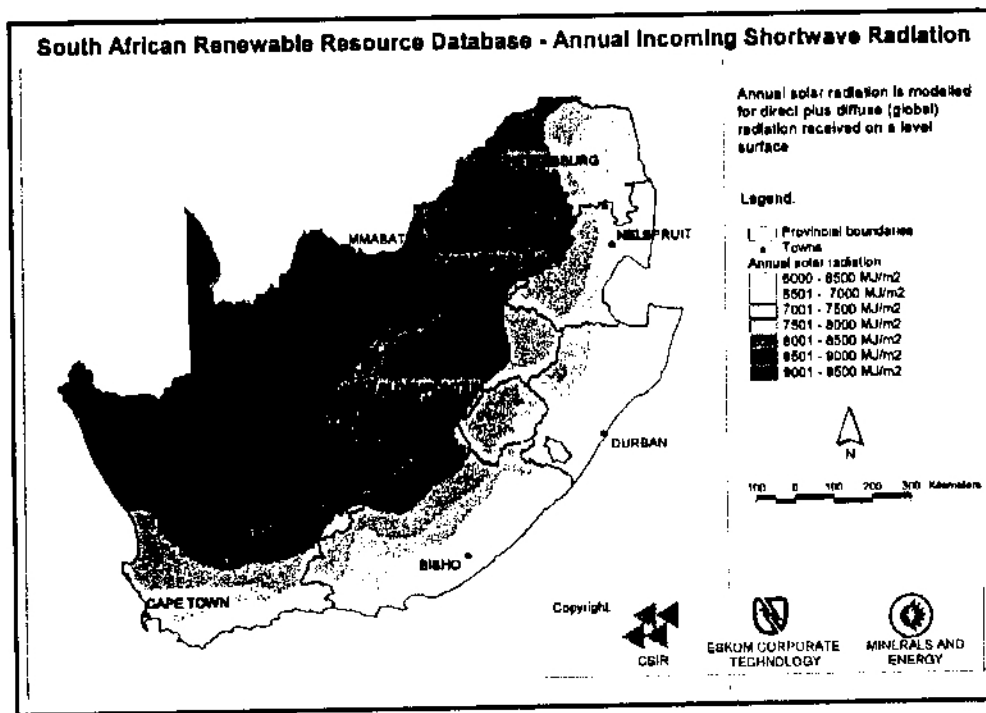 South African Renewable Resource Database - Annual Incoming Shortwave Radiation
Annual solar radiation is modelled
for direct plus diffuse (global)
radiation received on a level
surface
Legend.
Provincial boundaries
Towns
Annual solar radiation
6000 - 6500 MJ/m2
6501 - 7000 MJ/m2
7001 - 7500 MJ/m2
7501 - 8000 MJ/m2
8001 - 8500 MJ/m2
8501 - 9000 MJ/m2
9001 - 9500 MJ/m2
N
100 0 100 200 300 Kilometers
MMABAT
NELSPRUIT
DURBAN
BISHO
CAPE TOWN
Copyright.
CSIR
ESKOM CORPORATE
TECHNOLOGY
MINERALS AND
ENERGY